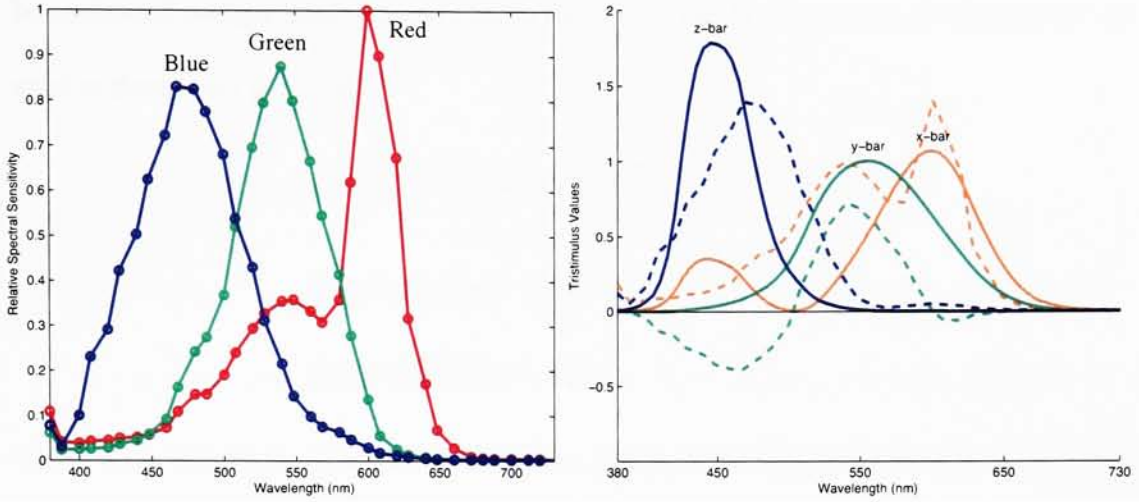 1
0.9
0.8
0.7
0.6
0.5
0.4
0.3
0.2
0.1
0
Relative Spectral Sensitivity
Blue
Green
Red
400
450
500
550
600
650
700
Wavelength (nm)
2
1.5
1
0.5
0
−0.5
Tristimulus Values
z−bar
y−bar
x−bar
380
450
550
650
730
Wavelength (nm)